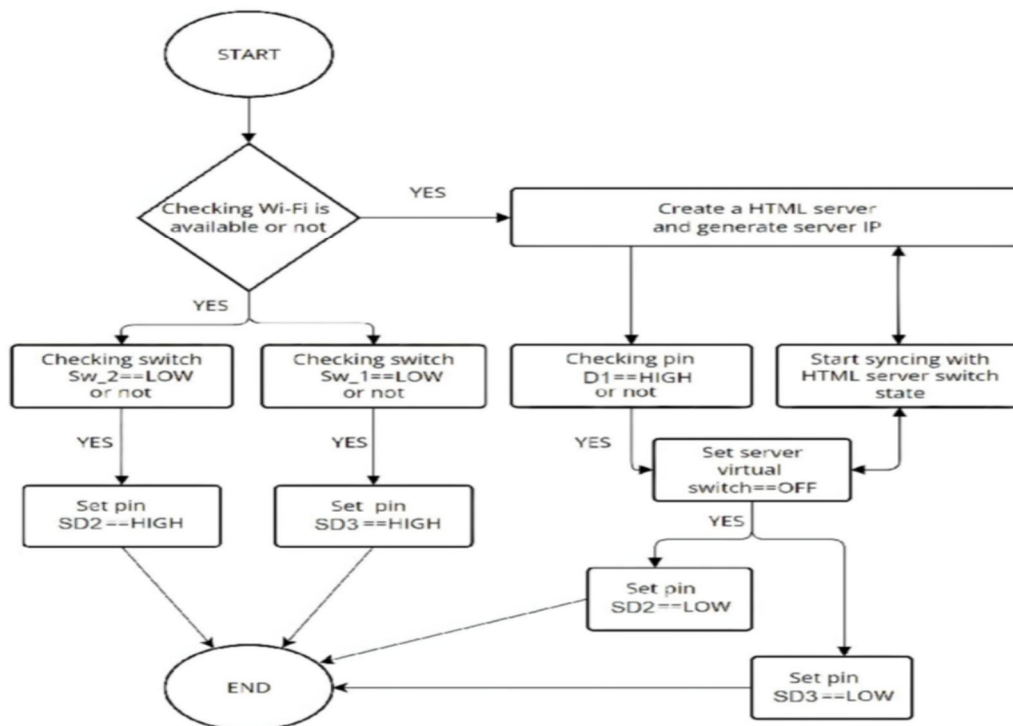 START
Checking Wi-Fi is
available or not
YES
Create a HTML server
and generate server IP
YES
Checking switch
Sw_2==LOW
or not
Checking switch
Sw_1==LOW
or not
Checking pin
D1==HIGH
or not
Start syncing with
HTML server switch
state
YES
YES
YES
Set server
virtual
switch==OFF
Set pin
SD2==HIGH
Set pin
SD3==HIGH
YES
Set pin
SD2==LOW
END
Set pin
SD3==LOW